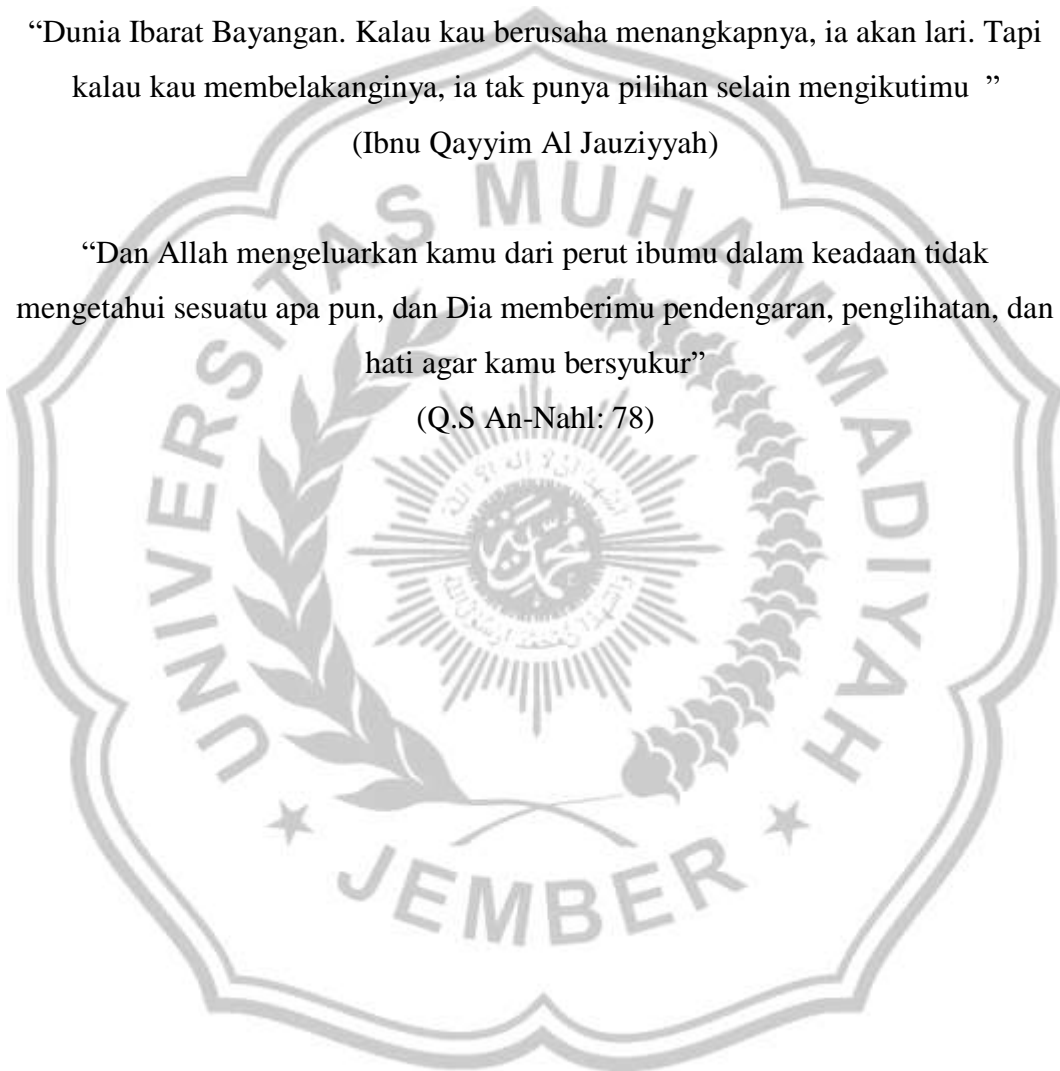 “Dunia Ibarat Bayangan. Kalau kau berusaha menangkapnya, ia akan lari. Tapi
kalau kau membelakanginya, ia tak punya pilihan selain mengikutimu ”
(Ibnu Qayyim Al Jauziyyah)
“Dan Allah mengeluarkan kamu dari perut ibumu dalam keadaan tidak
mengetahui sesuatu apa pun, dan Dia memberimu pendengaran, penglihatan, dan
hati agar kamu bersyukur”
(Q.S An-Nahl: 78)
UNIVERSITAS MUHAMMADIYAH
JEMBER